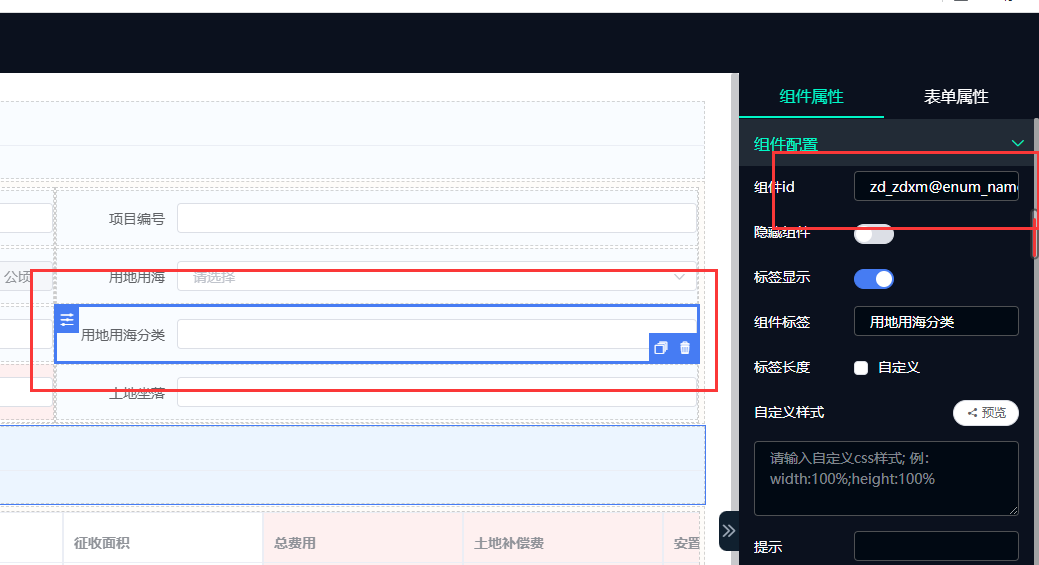 组件属性 表单属性
组件配置
组件id zd_zdxm@enum_nam
隐藏组件
标签显示
组件标签 用地用海分类
标签长度 自定义
自定义样式 预览
请输入自定义css样式; 例:
width:100%;height:100%
提示
项目编号
公顷 用地用海 请选择
用地用海分类
土地坐落
征收面积 总费用 土地补偿费 安置